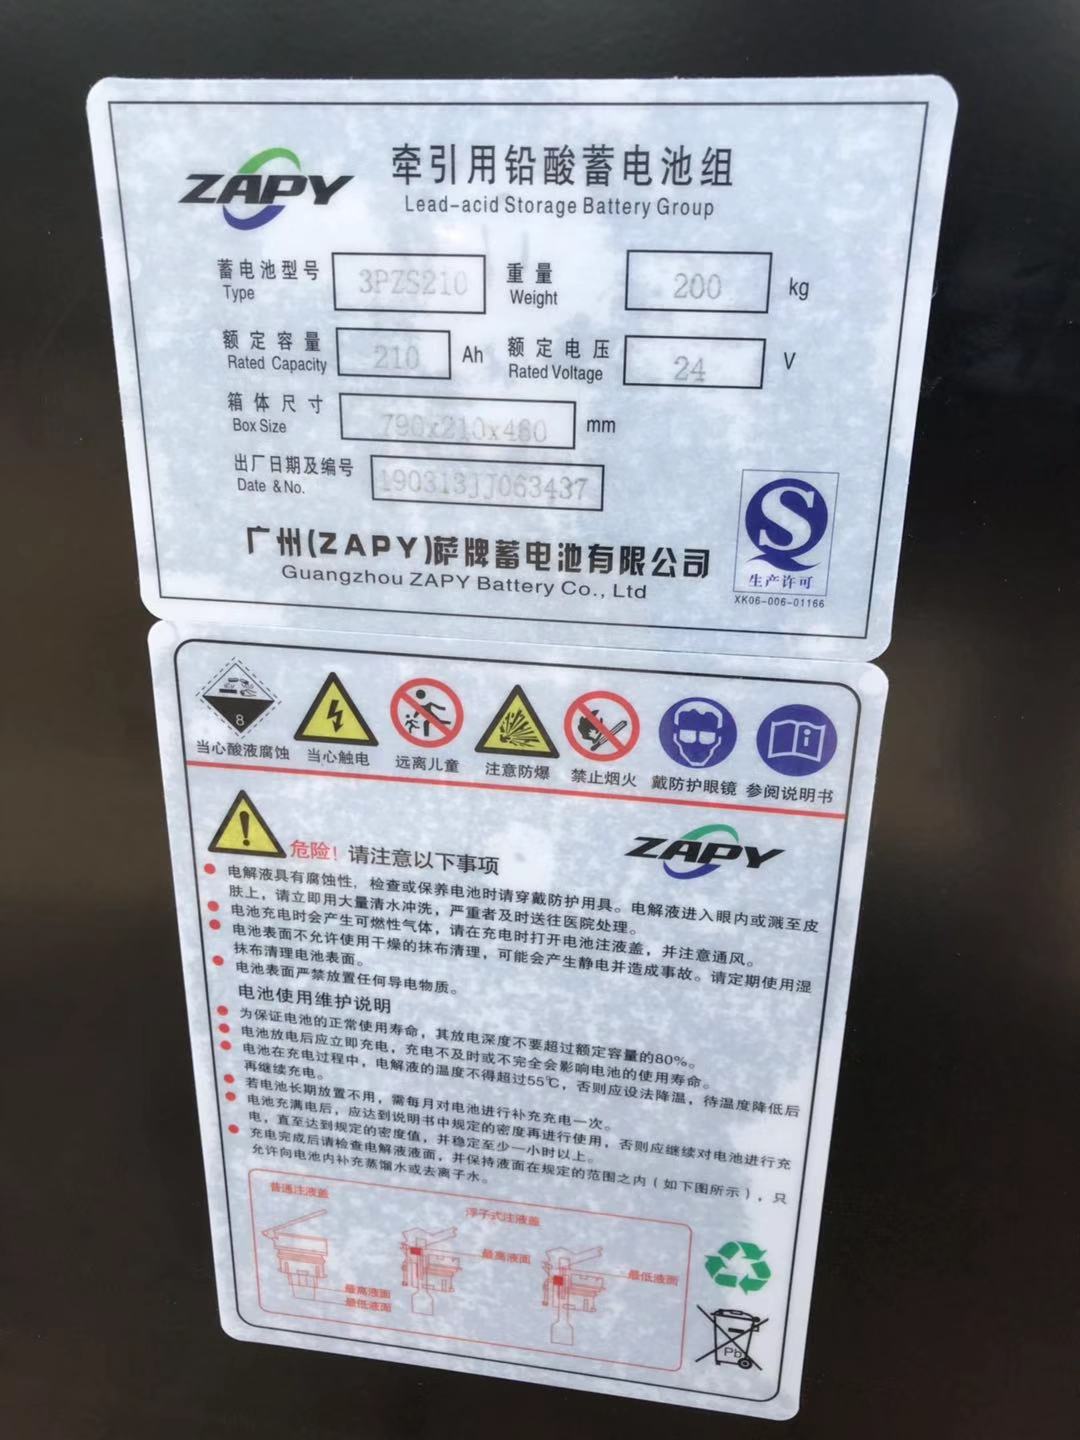 ZAPY
牵引用铅酸蓄电池组
Lead-acid Storage Battery Group
蓄电池型号 3PZS210 重量 200 kg
Type Weight
额定容量 210 Ah 额定电压 24 V
Rated Capacity Rated Voltage
箱体尺寸 790x210x480 mm
Box Size
出厂日期及编号 190313JJ063437
Date & No.
广州(ZAPY)萨牌蓄电池有限公司
Guangzhou ZAPY Battery Co., Ltd
生产许可
XK06-006-01166
8
当心酸液腐蚀 当心触电 远离儿童 注意防爆 禁止烟火 戴防护眼镜 参阅说明书
危险！请注意以下事项
ZAPY
电解液具有腐蚀性，检查或保养电池时请穿戴防护用具。电解液进入眼内或溅至皮
肤上，请立即用大量清水冲洗，严重者及时送往医院处理。
电池充电时会产生可燃性气体，请在充电时打开电池注液盖，并注意通风。
电池表面不允许使用干燥的抹布清理，可能会产生静电并造成事故。请定期使用湿
抹布清理电池表面。
电池表面严禁放置任何导电物质。
电池使用维护说明
为保证电池的正常使用寿命，其放电深度不要超过额定容量的80%。
电池放电后应立即充电，充电不及时或不完全会影响电池的使用寿命。
电池在充电过程中，电解液的温度不得超过55℃，否则应设法降温，待温度降低后
再继续充电。
若电池长期放置不用，需每月对电池进行补充充电一次。
电池充满电后，应达到说明书中规定的密度再进行使用，否则应继续对电池进行充
电，直至达到规定的密度值，并稳定至少一小时以上。
充电完成后请检查电解液液面，并保持液面在规定的范围之内（如下图所示），只
允许向电池内补充蒸馏水或去离子水。
普通注液盖
浮子式注液盖
最高液面
最低液面
最高液面
最低液面
Pb